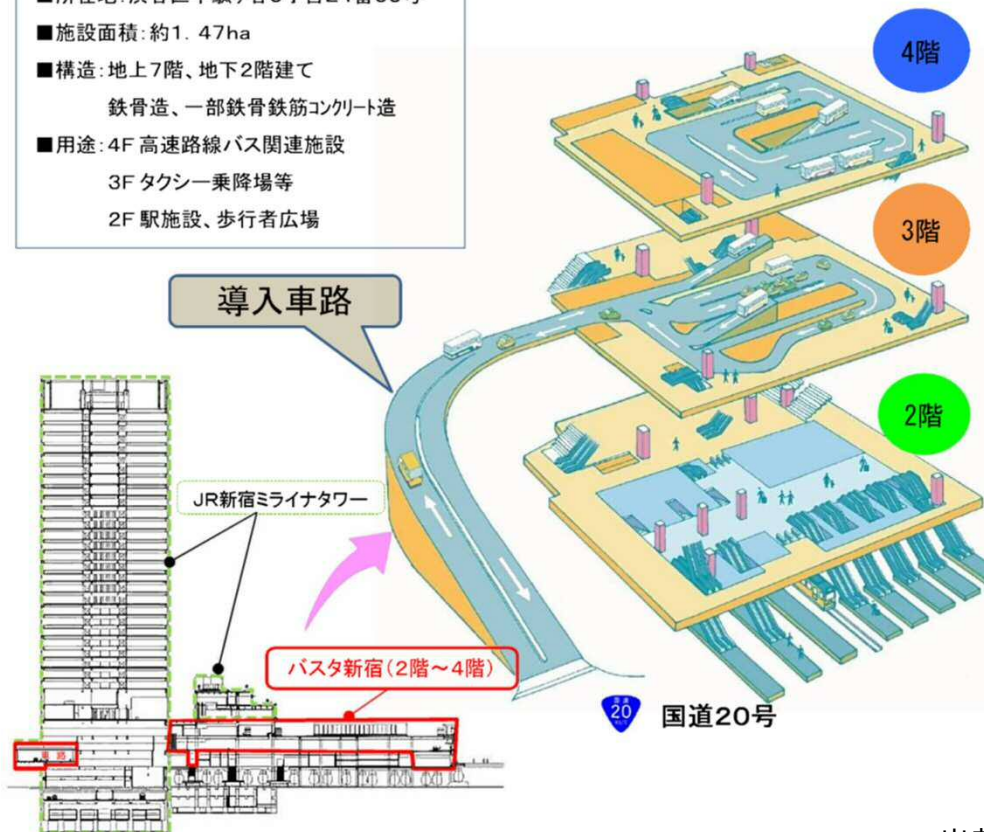 ■施設面積:約1.47ha
■構造:地上7階、地下2階建て
鉄骨造、一部鉄骨鉄筋コンクリート造
■用途:4F 高速路線バス関連施設
3F タクシー乗降場等
2F 駅施設、歩行者広場
4階
3階
2階
導入車路
JR新宿ミライナタワー
バスタ新宿(2階~4階)
車路
国道
20
国道20号